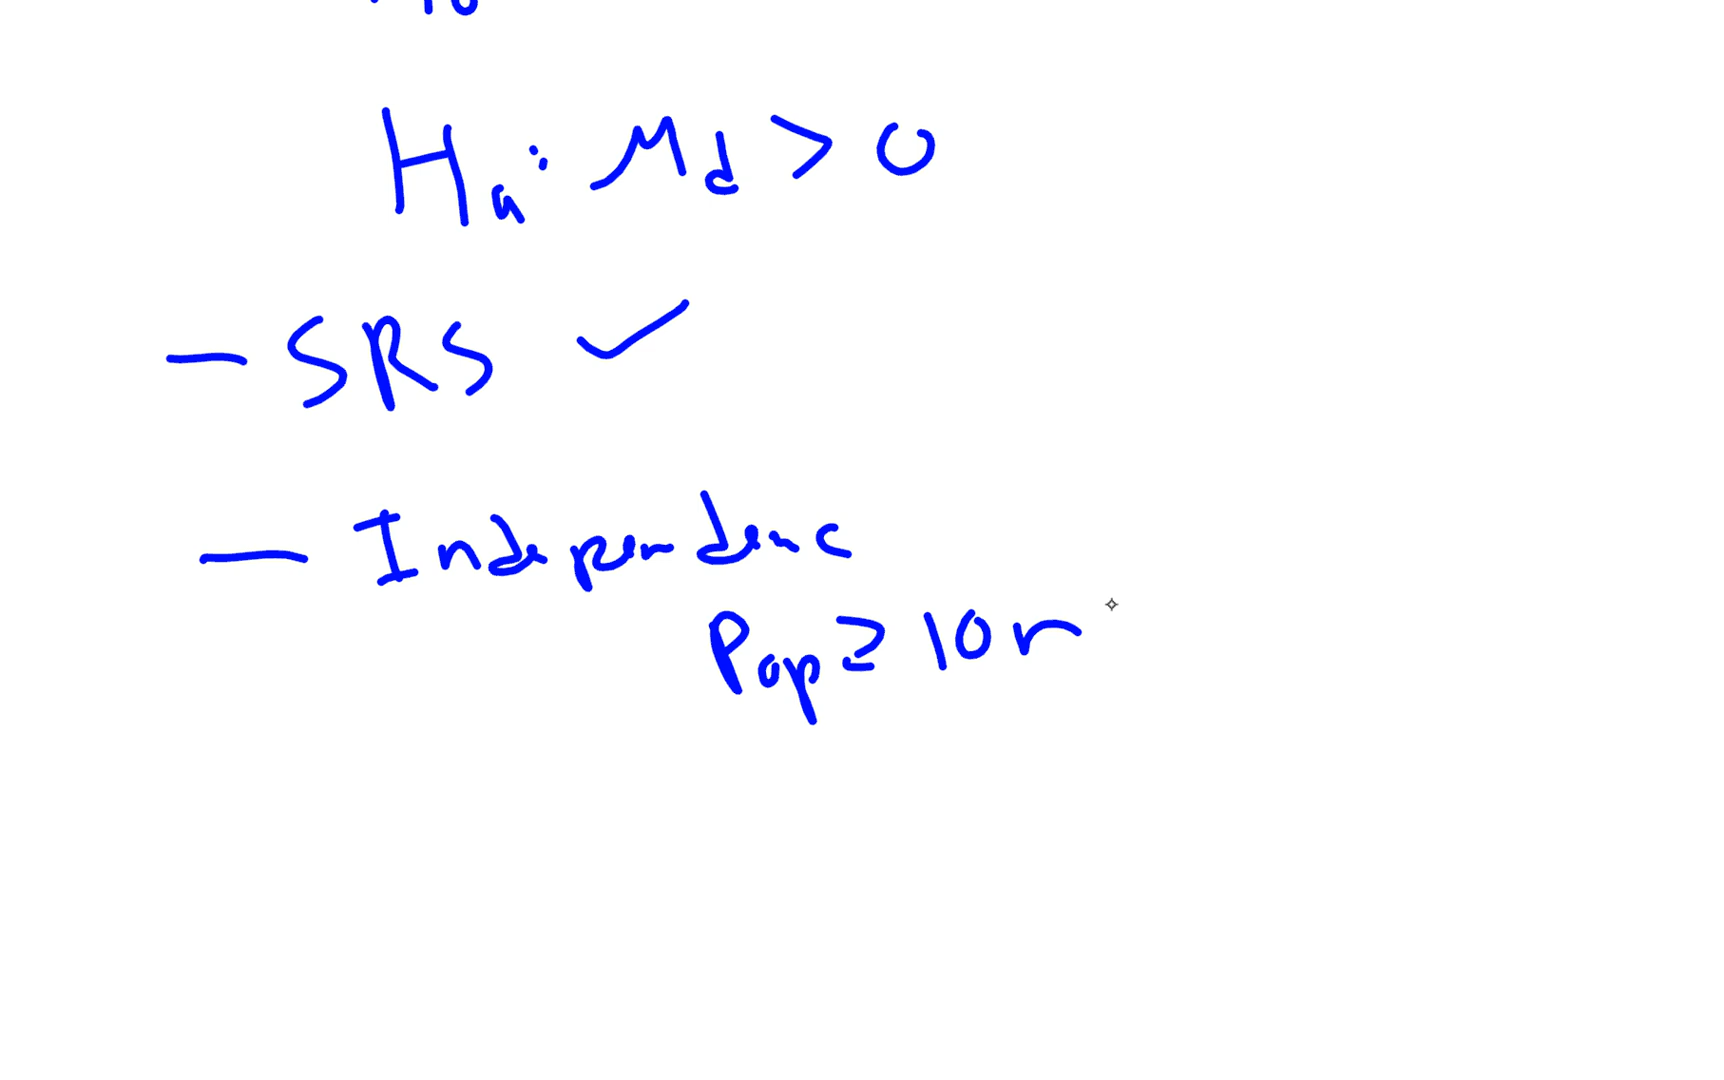 Ha: μd > 0
- SRS ✓
- Independenc
Pop ≥ 10n